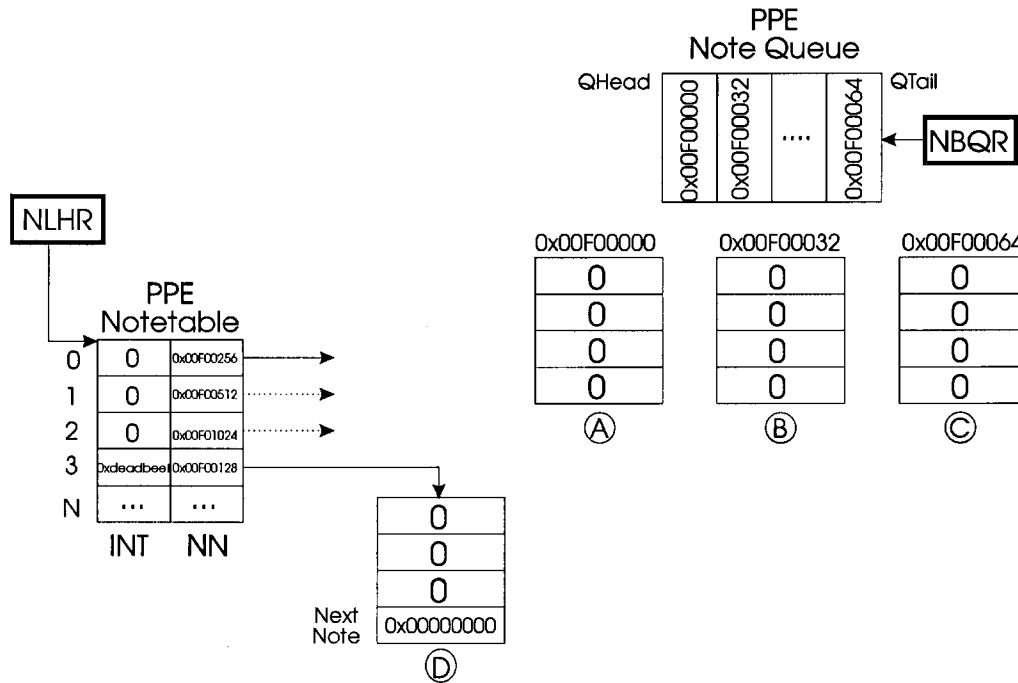 PPE
Note Queue
QHead
QTail
0x00F00000
0x00F00032
....
0x00F00064
NBQR
NLHR
0x00F00000
0x00F00032
0x00F00064
0 0 0
0 0 0
0 0 0
0 0 0
A B C
PPE
Notetable
0 0 0x00F00256
1 0 0x00F00512
2 0 0x00F01024
3 0xdeadbeef 0x00F00128
N ... ...
INT NN
0
0
0
Next
Note
0x00000000
D